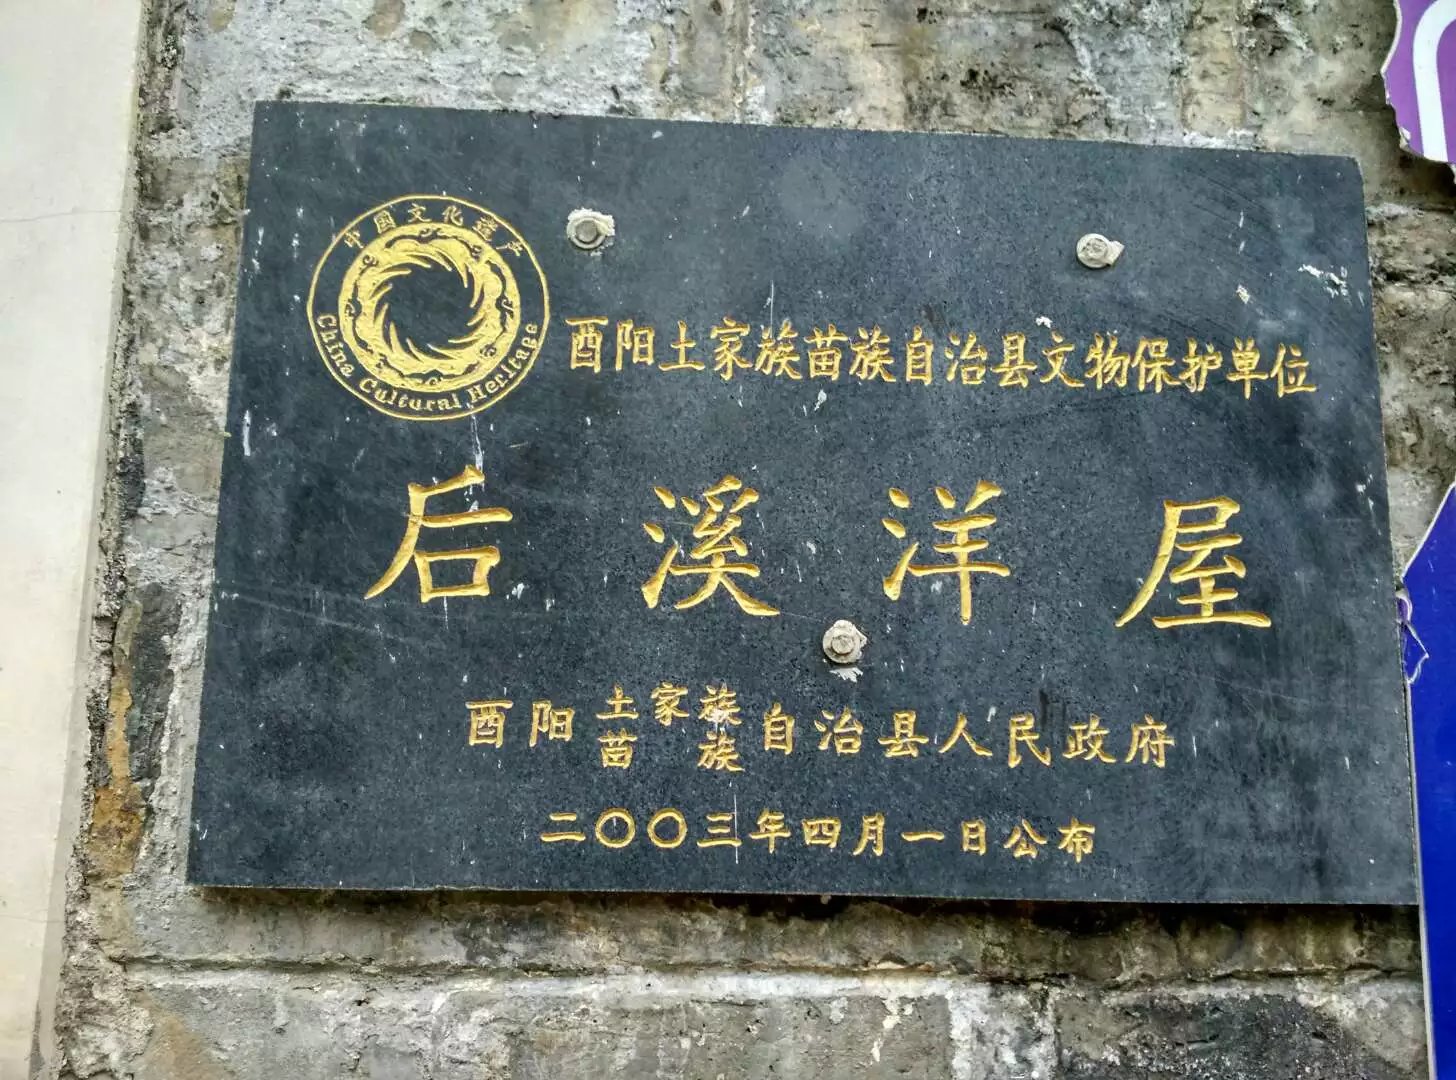 中国文化遗产
China Cultural Heritage
酉阳土家族苗族自治县文物保护单位
后溪洋屋
酉阳土家族苗族自治县人民政府
二〇〇三年四月一日公布